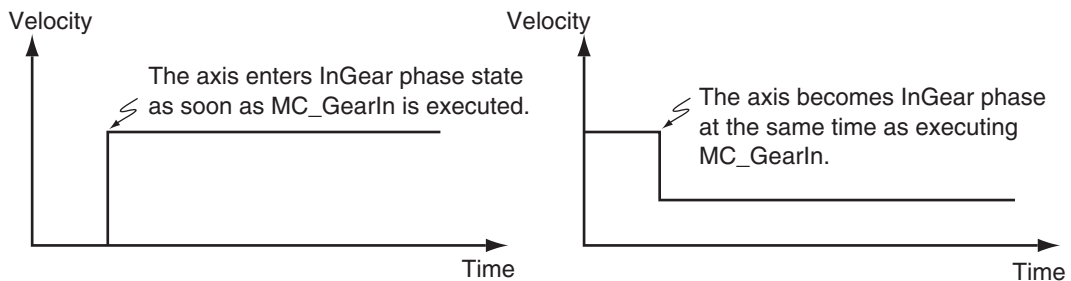 Velocity
The axis enters InGear phase state
as soon as MC_GearIn is executed.
Time
Velocity
The axis becomes InGear phase
at the same time as executing
MC_GearIn.
Time